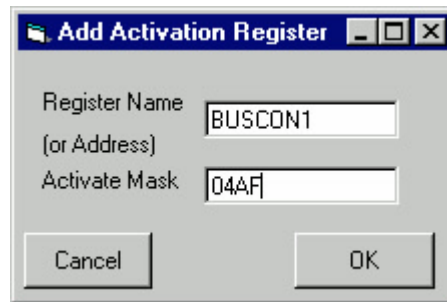 Add Activation Register
Register Name
(or Address)
BUSCON1
Activate Mask
04AF
Cancel
OK